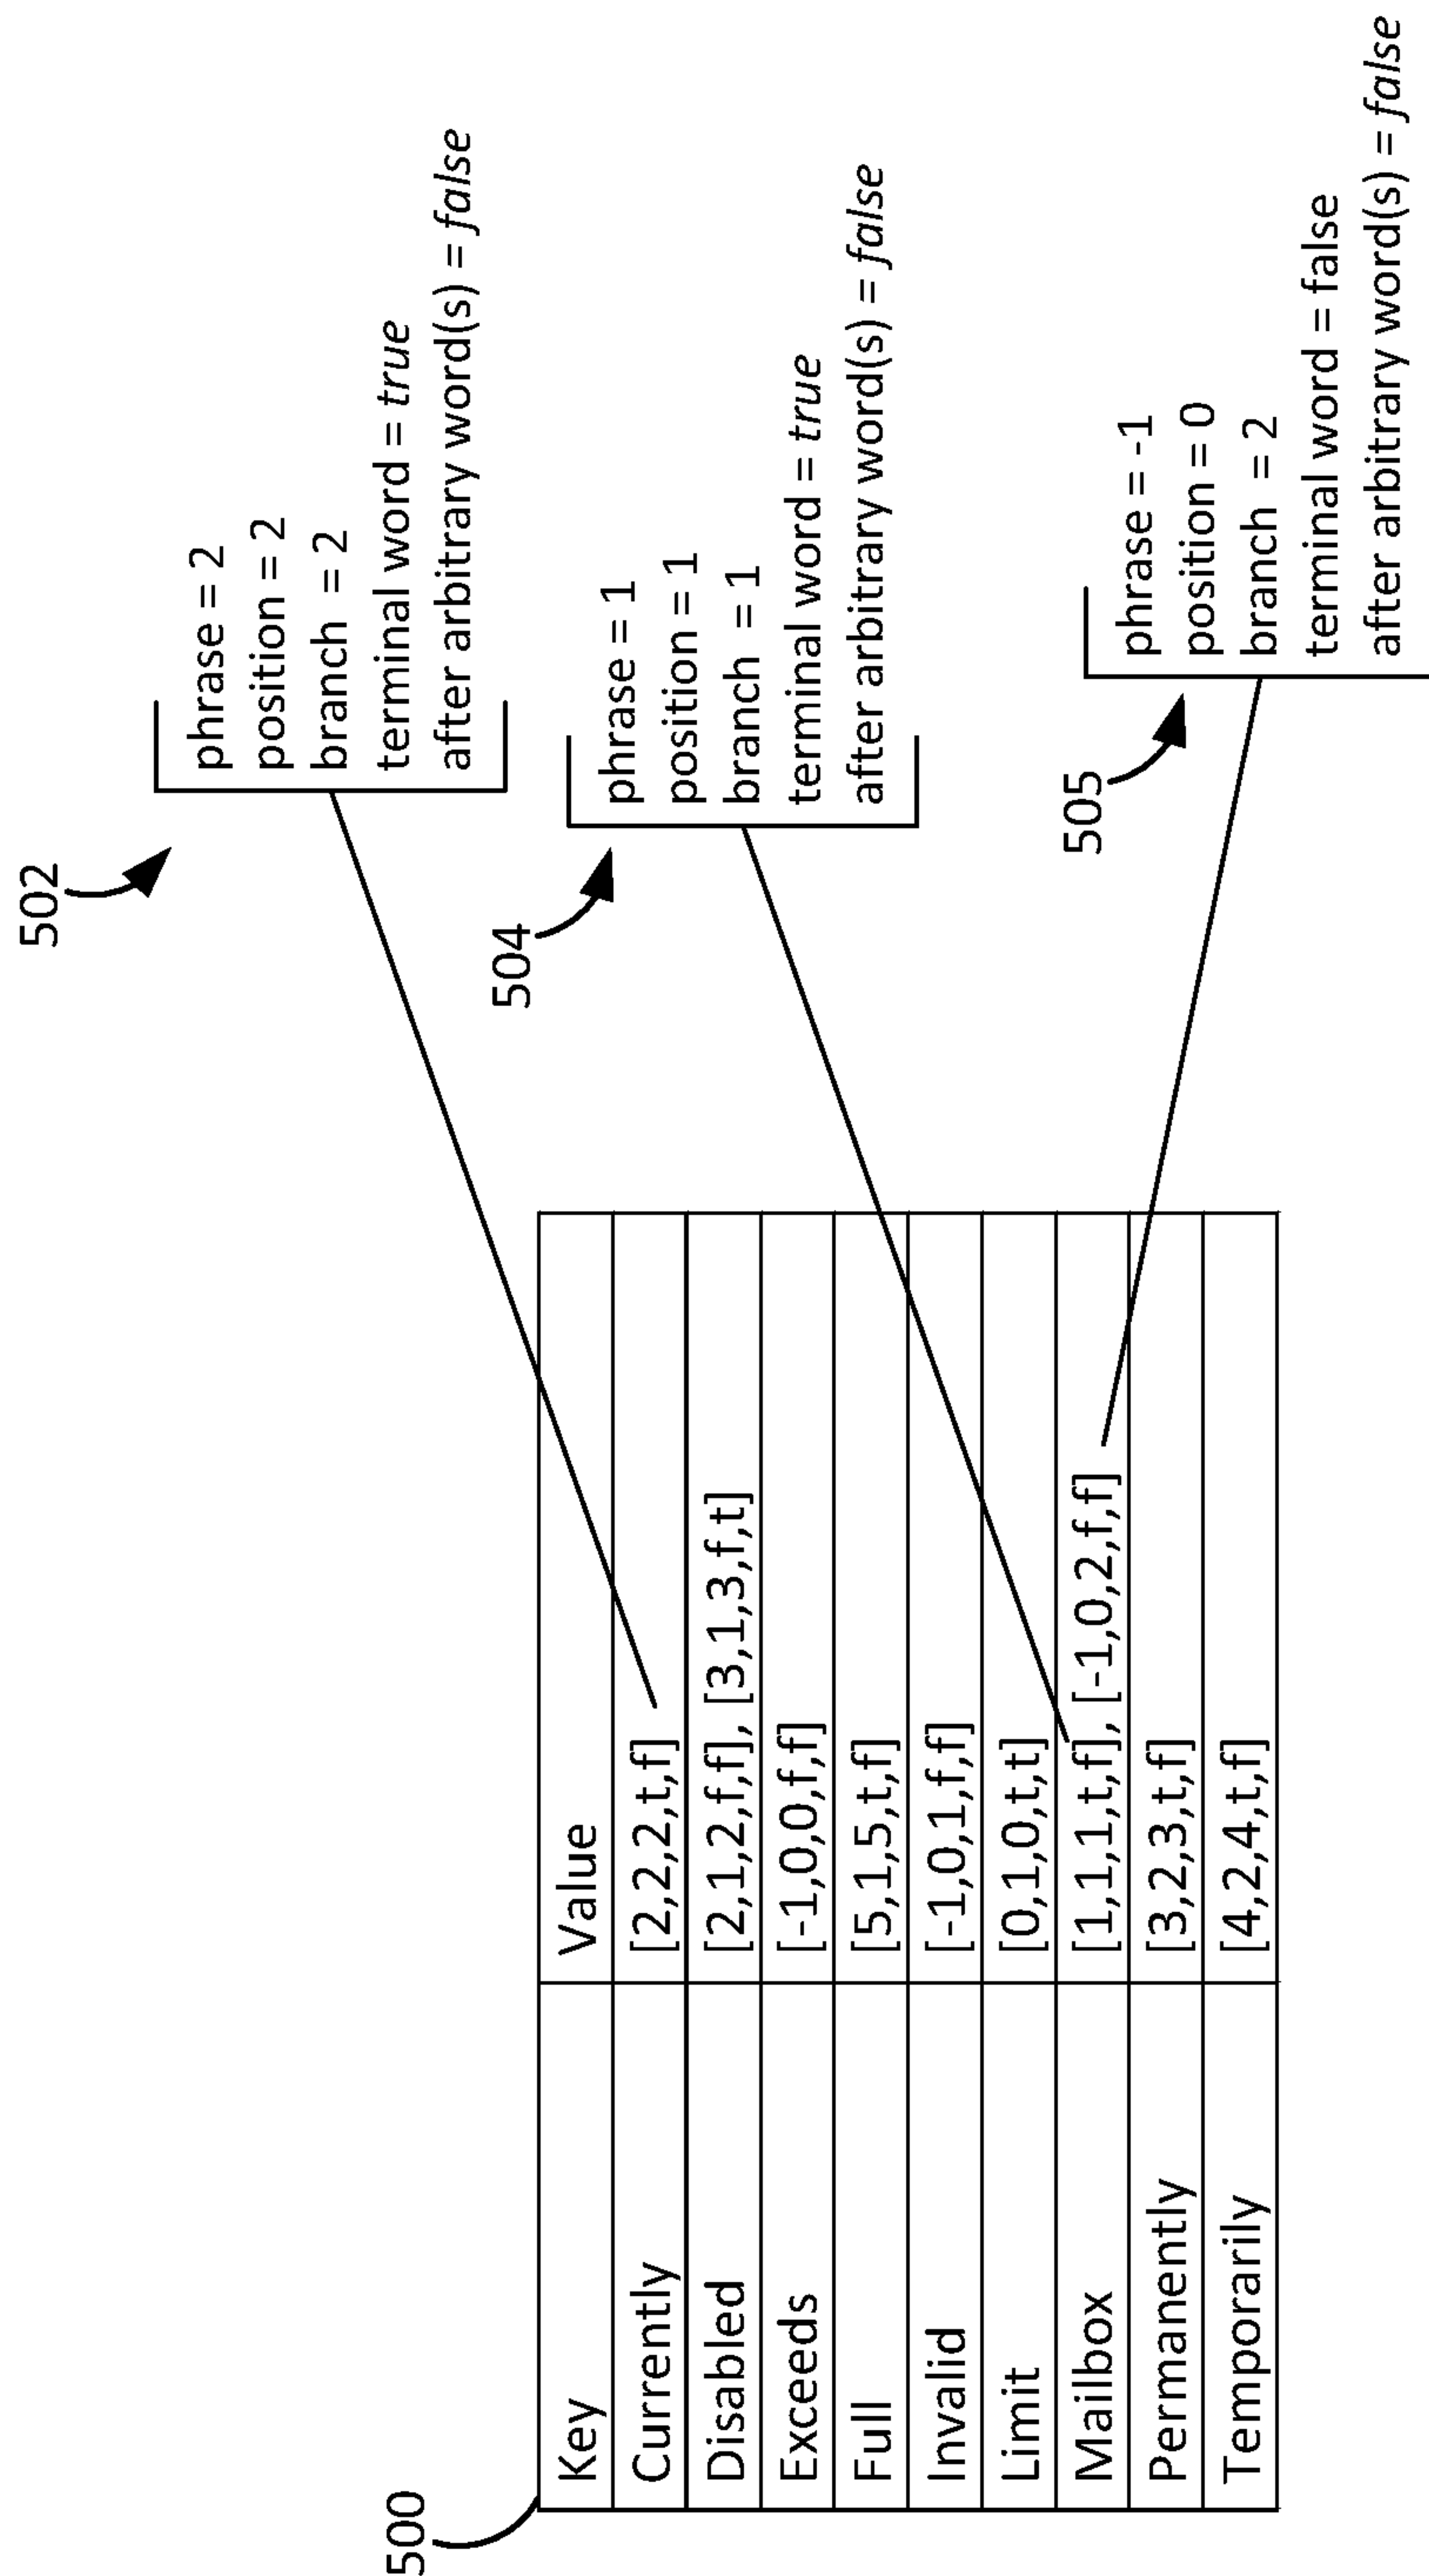 502
phrase = 2
position = 2
branch = 2
terminal word = true
after arbitrary word(s) = false
504
phrase = 1
position = 1
branch = 1
terminal word = true
after arbitrary word(s) = false
505
phrase = -1
position = 0
branch = 2
terminal word = false
after arbitrary word(s) = false
500
Key Value
Currently [2,2,2,t,f]
Disabled [2,1,2,f,f], [3,1,3,f,t]
Exceeds [-1,0,0,f,f]
Full [5,1,5,t,f]
Invalid [-1,0,1,f,f]
Limit [0,1,0,t,t]
Mailbox [1,1,1,t,f], [-1,0,2,f,f]
Permanently [3,2,3,t,f]
Temporarily [4,2,4,t,f]